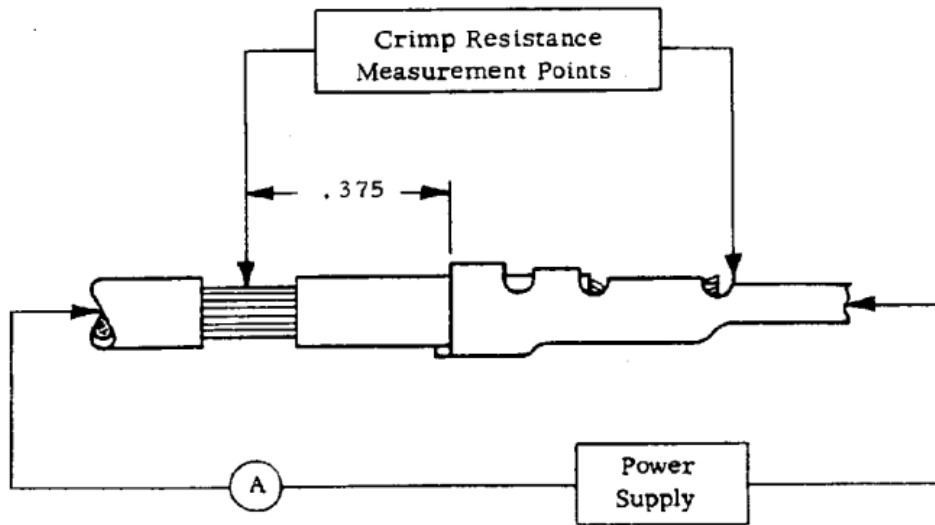 Crimp Resistance
Measurement Points
.375
A
Power
Supply